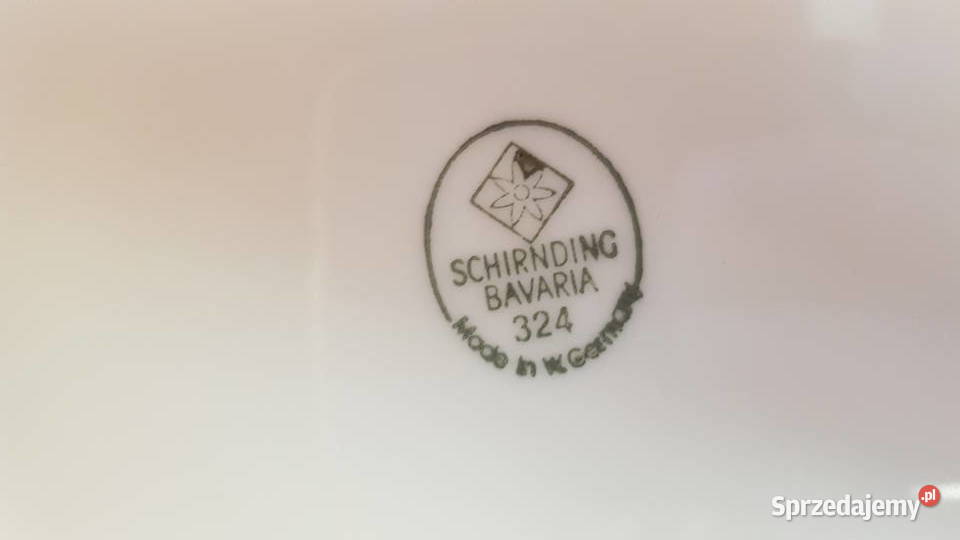 SCHIRNDING
BAVARIA
324
Made in W. Germany
Sprzedajemy.pl